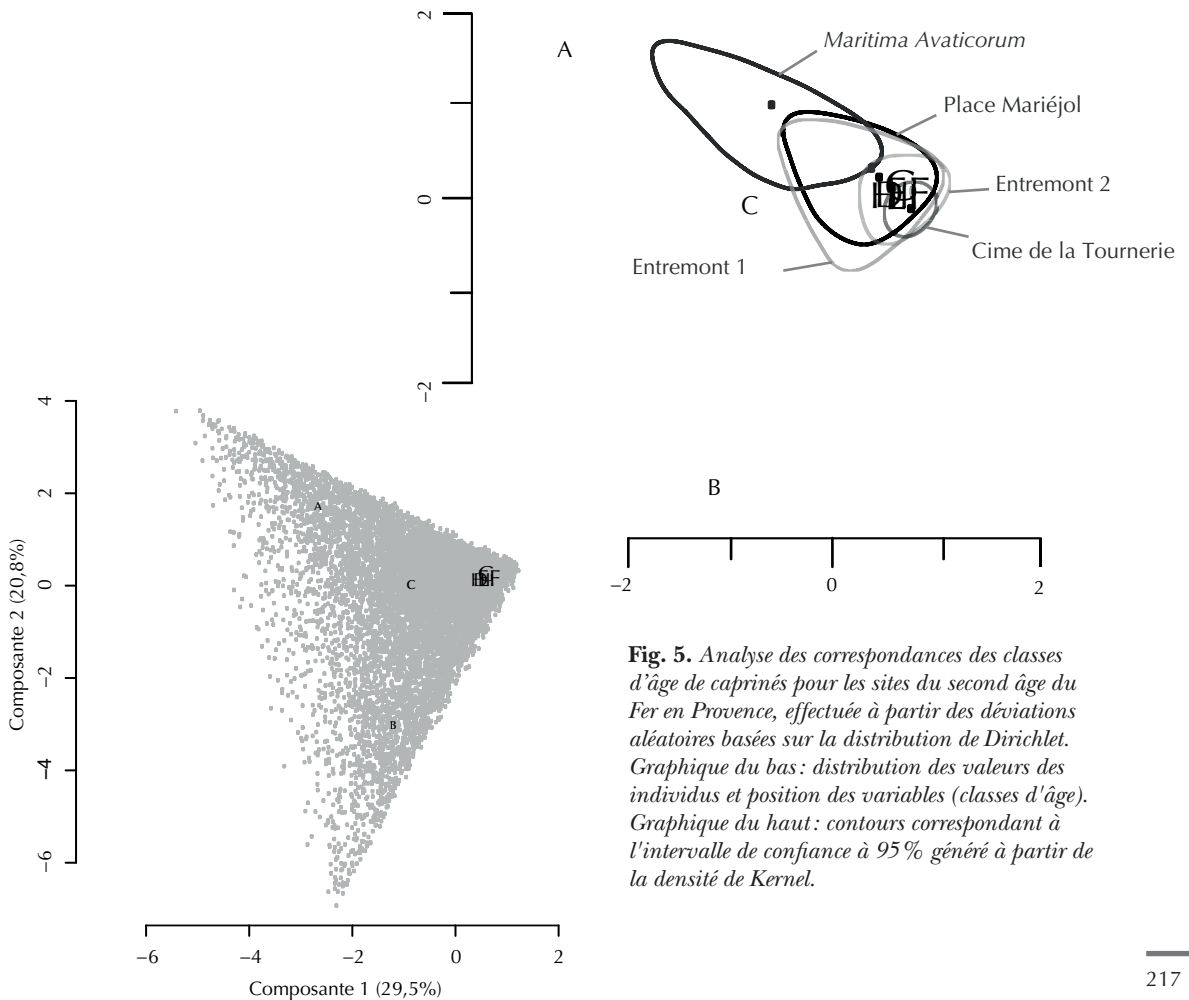 2
A
Maritima Avaticorum
Place Mariéjol
0
C
Entremont 2
Cime de la Tournerie
Entremont 1
−2
4
2
A
0
C
−2
B
−4
−6
Composante 2 (20,8%)
−6 −4 −2 0 2
Composante 1 (29,5%)
B
−2 0 2
Fig. 5. Analyse des correspondances des classes
d’âge de caprinés pour les sites du second âge du
Fer en Provence, effectuée à partir des déviations
aléatoires basées sur la distribution de Dirichlet.
Graphique du bas : distribution des valeurs des
individus et position des variables (classes d'âge).
Graphique du haut : contours correspondant à
l'intervalle de confiance à 95 % généré à partir de
la densité de Kernel.
217